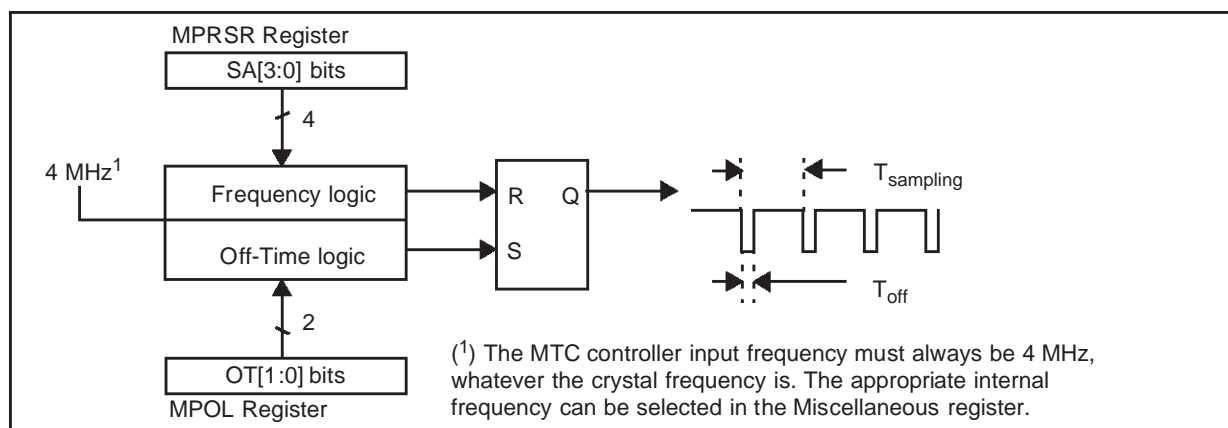 MPRSR Register
SA[3:0] bits
4
4 MHz¹
Frequency logic
Off-Time logic
R
Q
S
T_sampling
T_off
2
OT[1:0] bits
MPOL Register
(¹) The MTC controller input frequency must always be 4 MHz,
whatever the crystal frequency is. The appropriate internal
frequency can be selected in the Miscellaneous register.